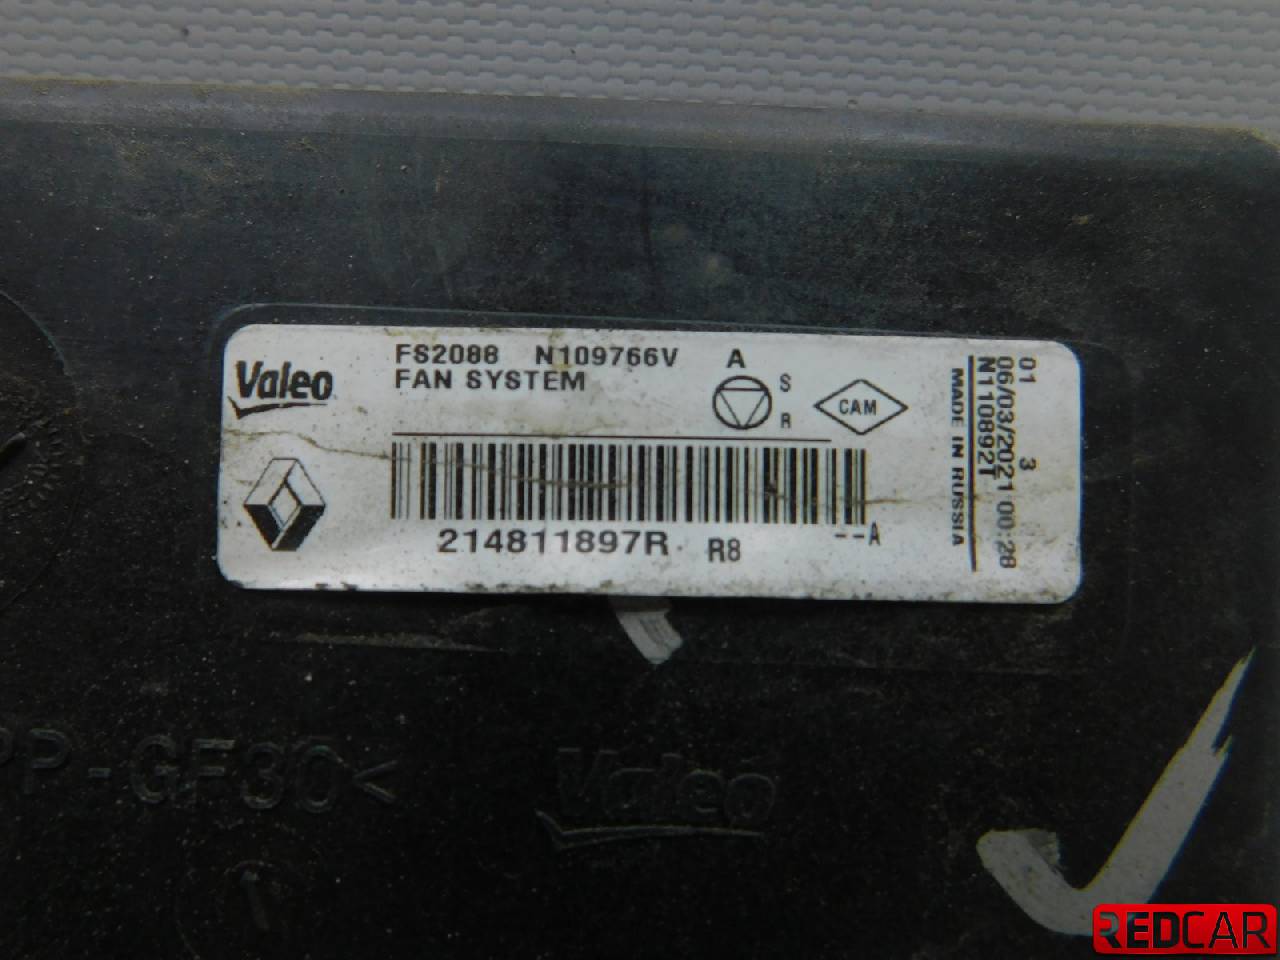 Valeo
FS2088 N109766V A
FAN SYSTEM
S
R
CAM
214811897R R8 --A
01 3
06/03/2021 00:28
N110892T
MADE IN RUSSIA
PP-GF30<
Valeo
1
REDCAR